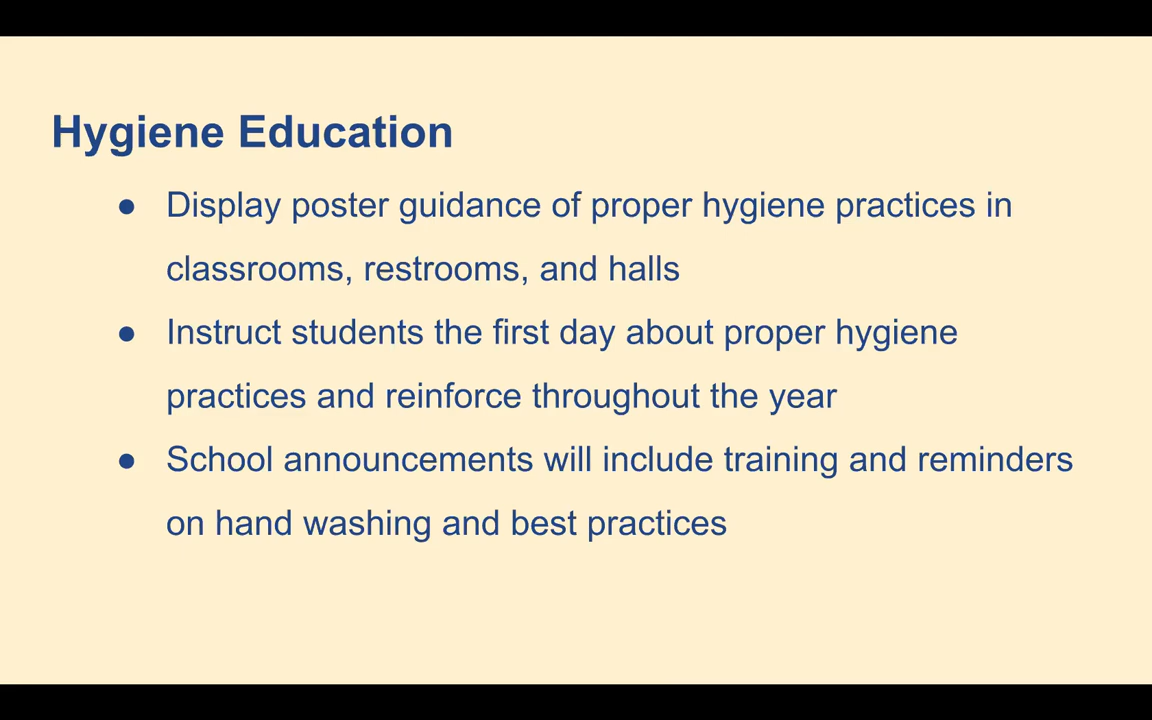 Hygiene Education
● Display poster guidance of proper hygiene practices in
classrooms, restrooms, and halls
● Instruct students the first day about proper hygiene
practices and reinforce throughout the year
● School announcements will include training and reminders
on hand washing and best practices